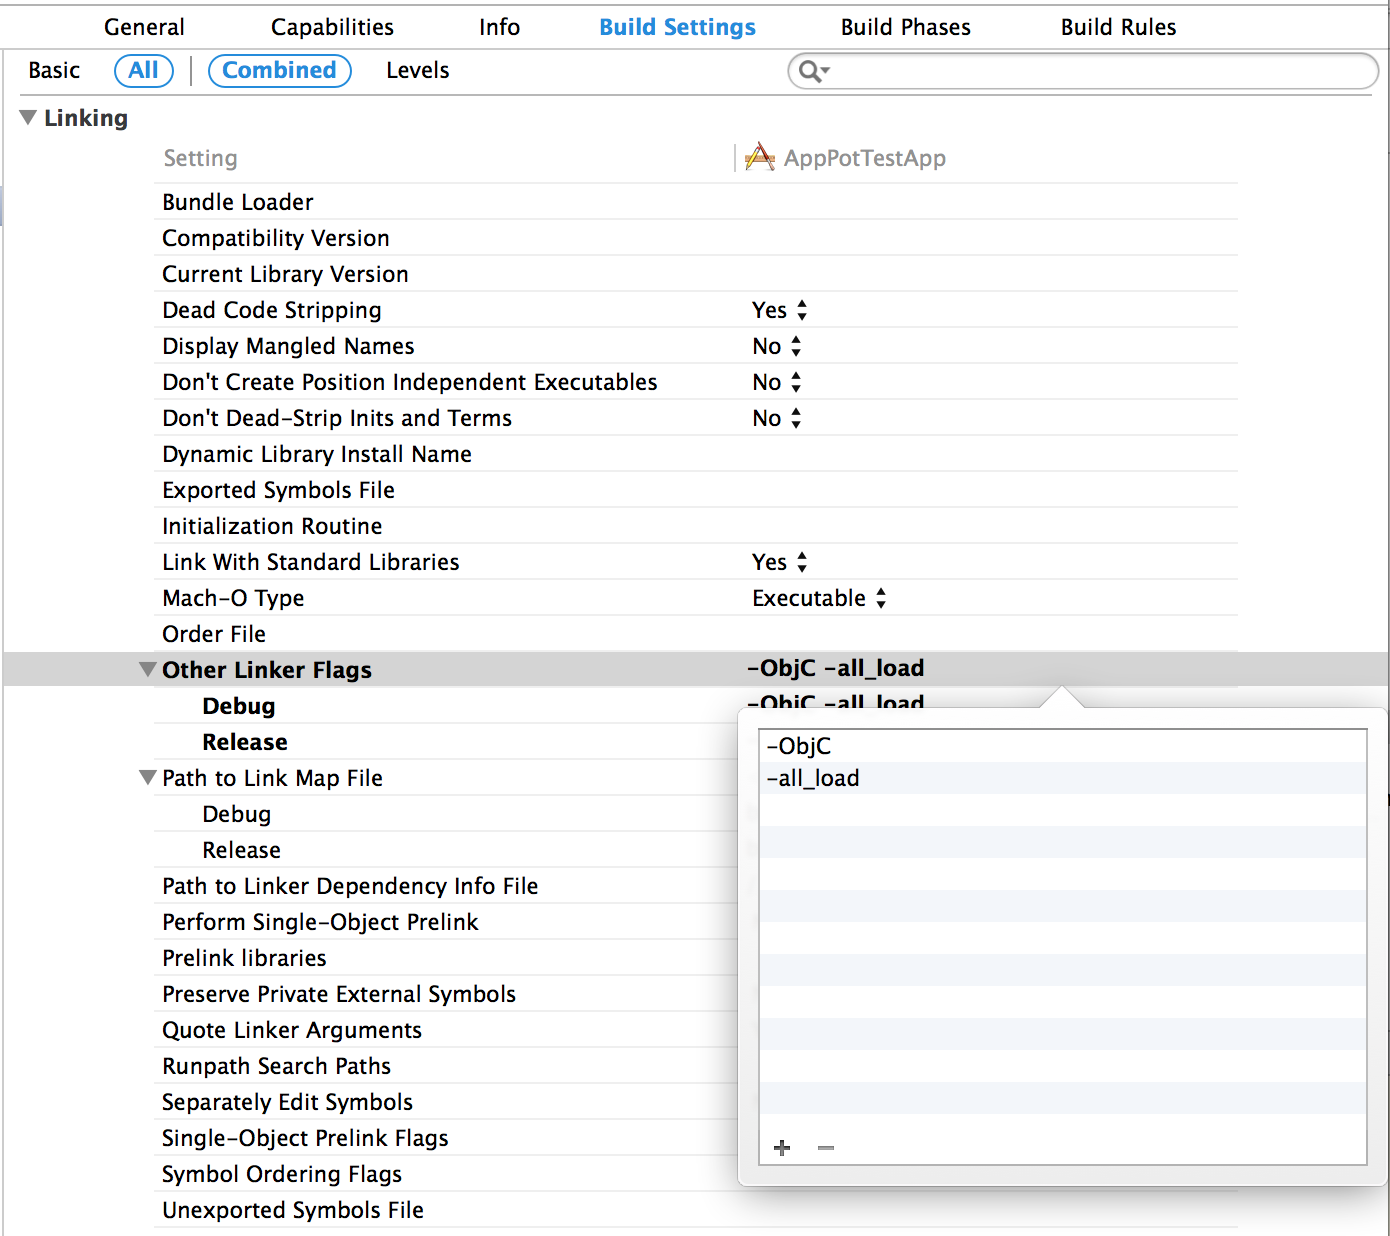 General Capabilities Info Build Settings Build Phases Build Rules
Basic All Combined Levels
Linking
Setting AppPotTestApp
Bundle Loader
Compatibility Version
Current Library Version
Dead Code Stripping Yes
Display Mangled Names No
Don't Create Position Independent Executables No
Don't Dead-Strip Inits and Terms No
Dynamic Library Install Name
Exported Symbols File
Initialization Routine
Link With Standard Libraries Yes
Mach-O Type Executable
Order File
Other Linker Flags -ObjC -all_load
Debug -ObjC -all_load
Release
Path to Link Map File
Debug
Release
Path to Linker Dependency Info File
Perform Single-Object Prelink
Prelink libraries
Preserve Private External Symbols
Quote Linker Arguments
Runpath Search Paths
Separately Edit Symbols
Single-Object Prelink Flags
Symbol Ordering Flags
Unexported Symbols File
-ObjC
-all_load